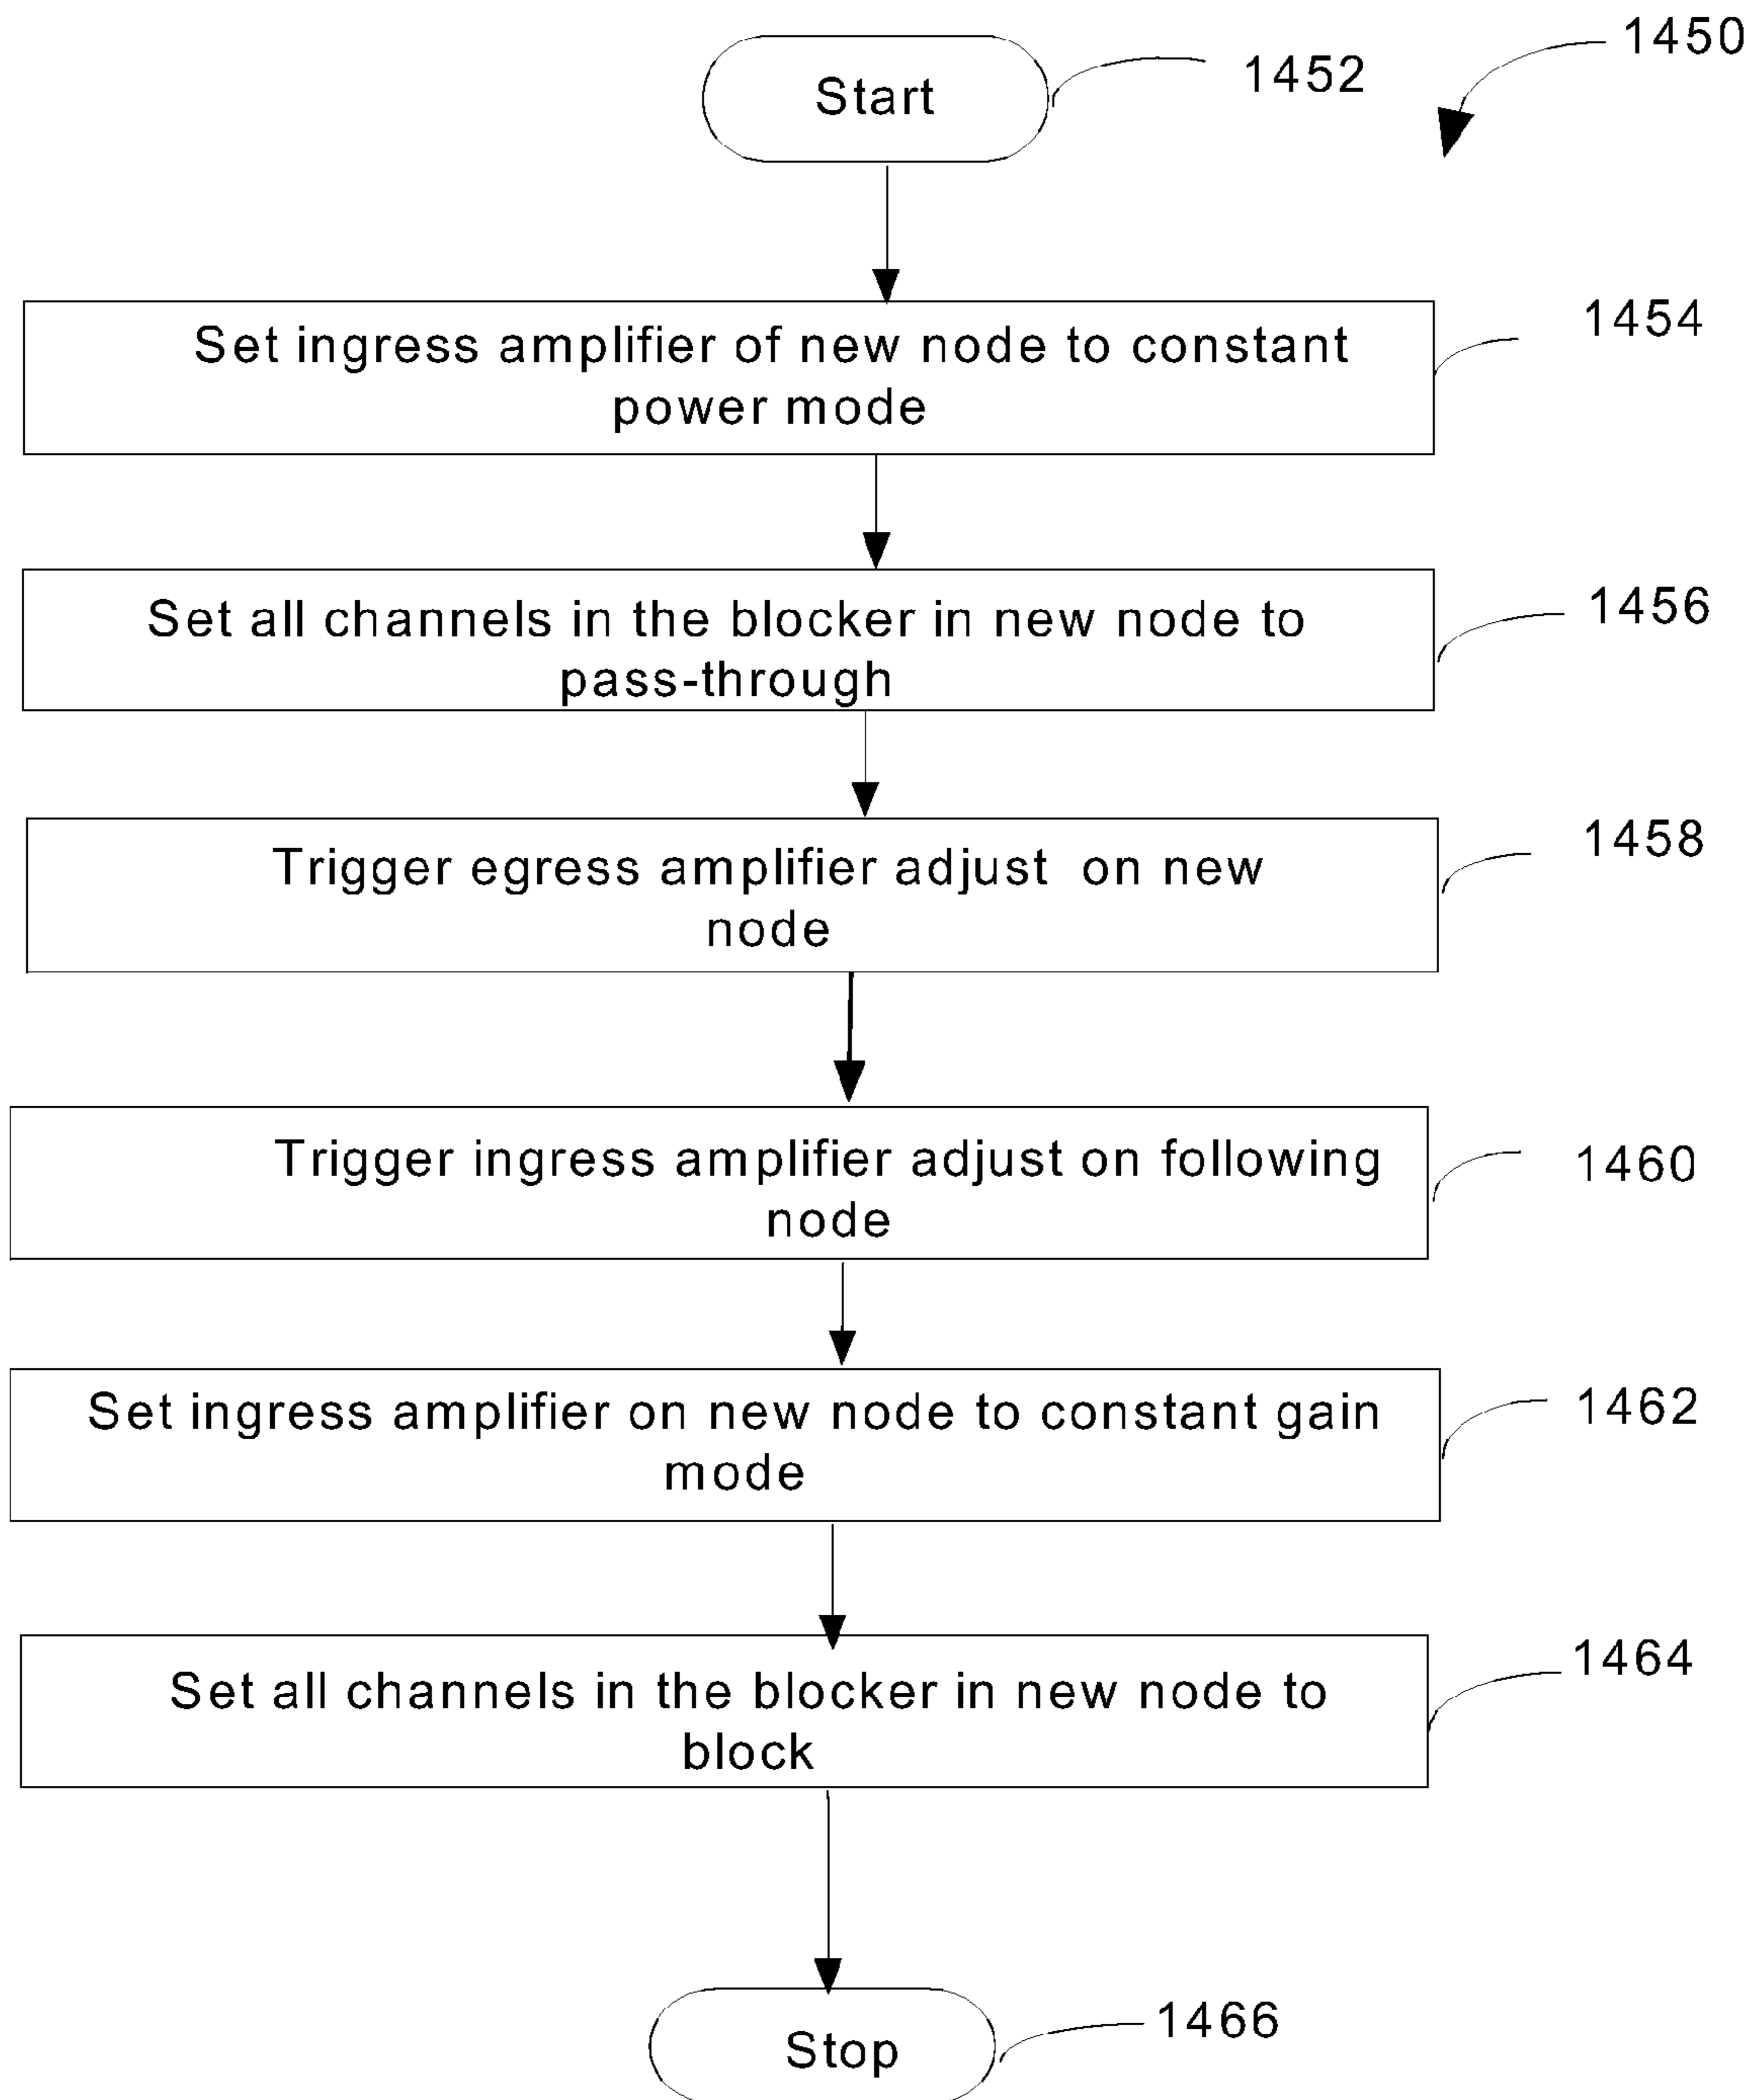 1450
Start
1452
Set ingress amplifier of new node to constant
power mode
1454
Set all channels in the blocker in new node to
pass-through
1456
Trigger egress amplifier adjust on new
node
1458
Trigger ingress amplifier adjust on following
node
1460
Set ingress amplifier on new node to constant gain
mode
1462
Set all channels in the blocker in new node to
block
1464
Stop
1466